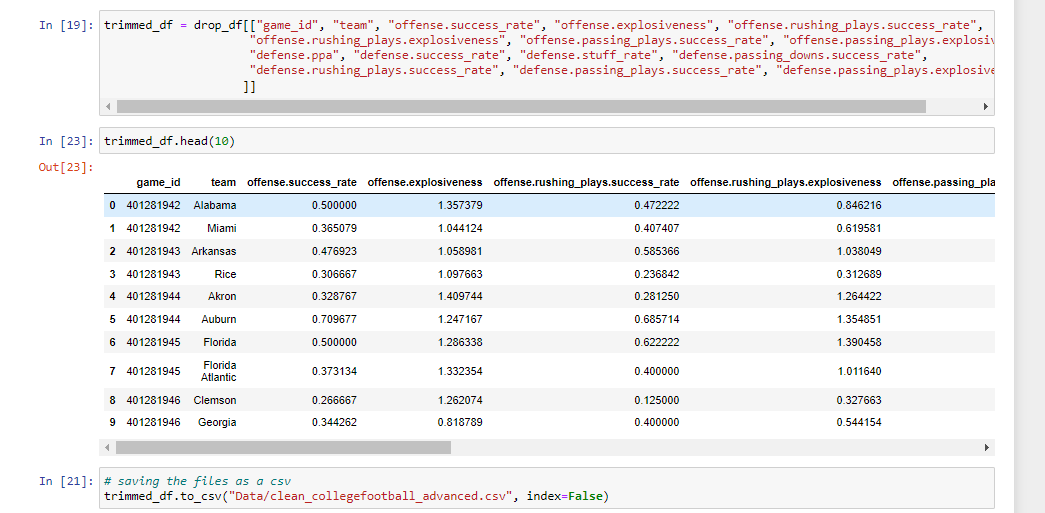 In [19]: trimmed_df = drop_df[["game_id", "team", "offense.success_rate", "offense.explosiveness", "offense.rushing_plays.success_rate",
"offense.rushing_plays.explosiveness", "offense.passing_plays.success_rate", "offense.passing_plays.explosiv
"defense.ppa", "defense.success_rate", "defense.stuff_rate", "defense.passing_downs.success_rate",
"defense.rushing_plays.success_rate", "defense.passing_plays.success_rate", "defense.passing_plays.explosive
]]
In [23]: trimmed_df.head(10)
Out[23]:
game_id team offense.success_rate offense.explosiveness offense.rushing_plays.success_rate offense.rushing_plays.explosiveness offense.passing_pla
0 401281942 Alabama 0.500000 1.357379 0.472222 0.846216
1 401281942 Miami 0.365079 1.044124 0.407407 0.619581
2 401281943 Arkansas 0.476923 1.058981 0.585366 1.038049
3 401281943 Rice 0.306667 1.097663 0.236842 0.312689
4 401281944 Akron 0.328767 1.409744 0.281250 1.264422
5 401281944 Auburn 0.709677 1.247167 0.685714 1.354851
6 401281945 Florida 0.500000 1.286338 0.622222 1.390458
7 401281945 Florida Atlantic 0.373134 1.332354 0.400000 1.011640
8 401281946 Clemson 0.266667 1.262074 0.125000 0.327663
9 401281946 Georgia 0.344262 0.818789 0.400000 0.544154
In [21]: # saving the files as a csv
trimmed_df.to_csv("Data/clean_collegefootball_advanced.csv", index=False)